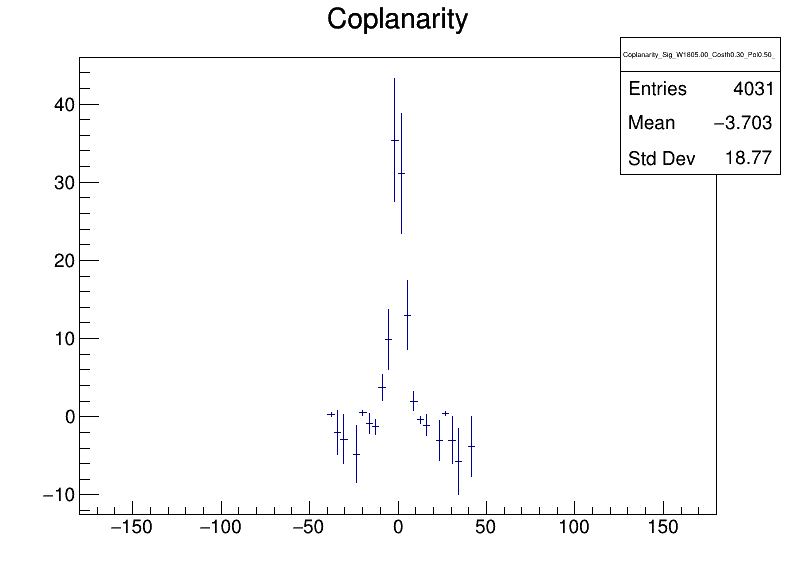 Coplanarity
Coplanarity_Sig_W1805.00_Costh0.30_Pol0.50_
Entries 4031
Mean −3.703
Std Dev 18.77
40
30
20
10
0
−10
−150 −100 −50 0 50 100 150